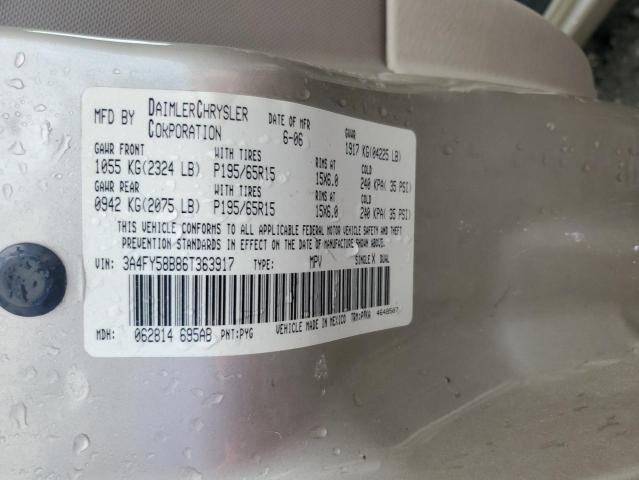 MFD BY DAIMLERCHRYSLER CORPORATION DATE OF MFR 6-06 GVWR 1917 KG(04225 LB)
GAWR FRONT WITH TIRES RIMS AT COLD
1055 KG(2324 LB) P195/65R15 15X6.0 240 KPA( 35 PSI)
GAWR REAR WITH TIRES RIMS AT COLD
0942 KG(2075 LB) P195/65R15 15X6.0 240 KPA( 35 PSI)
THIS VEHICLE CONFORMS TO ALL APPLICABLE FEDERAL MOTOR VEHICLE SAFETY AND THEFT PREVENTION
STANDARDS IN EFFECT ON THE DATE OF MANUFACTURE SHOWN ABOVE.
VIN: 3A4FY58B86T363917 TYPE: MPV SINGLE X DUAL
MDH: 062814 695AB PNT:PYG VEHICLE MADE IN MEXICO TRM: